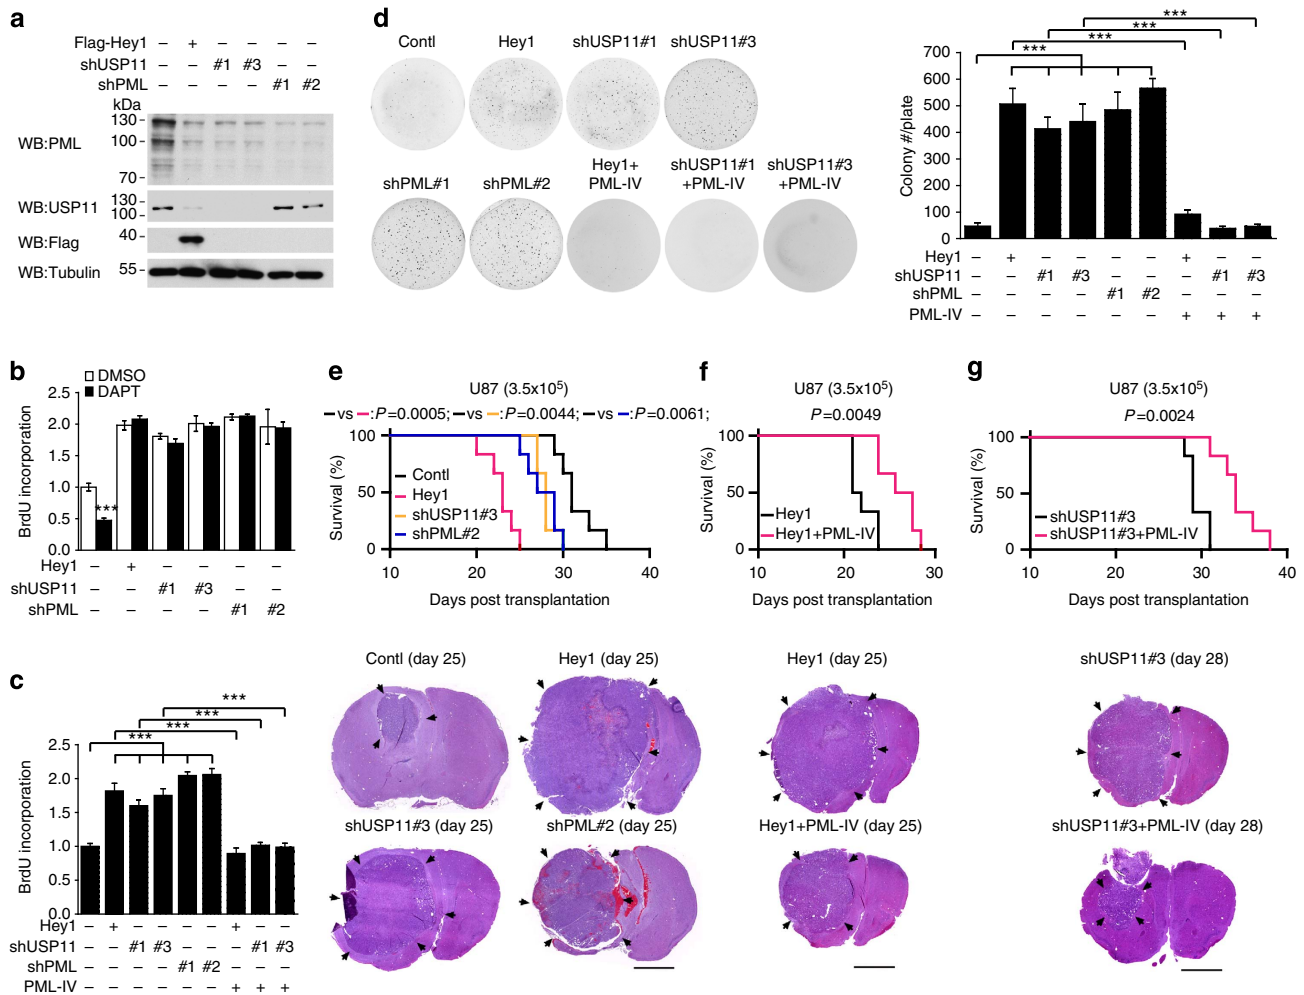 a
Flag-Hey1 – + – – – –
shUSP11 – – #1 #3 – –
shPML – – – – #1 #2
kDa
WB:PML
130
100
70
WB:USP11
130
100
WB:Flag
40
WB:Tubulin
55
d
Contl Hey1 shUSP11#1 shUSP11#3
shPML#1 shPML#2 Hey1+ PML-IV shUSP11#1 +PML-IV shUSP11#3 +PML-IV
***
***
***
***
Colony #/plate
700
600
500
400
300
200
100
0
Hey1 – + – – – – + – –
shUSP11 – – #1 #3 – – – #1 #3
shPML – – – – #1 #2 – – –
PML-IV – – – – – – + + +
b
DMSO
DAPT
BrdU incorporation
2.5
2.0
1.5
1.0
0.5
0.0
***
Hey1 – + – – – –
shUSP11 – – #1 #3 – –
shPML – – – – #1 #2
c
***
***
***
***
BrdU incorporation
2.5
2.0
1.5
1.0
0.5
0.0
Hey1 – + – – – – + – –
shUSP11 – – #1 #3 – – – #1 #3
shPML – – – – #1 #2 – – –
PML-IV – – – – – – + + +
e
U87 (3.5x10⁵)
vs :P=0.0005; vs :P=0.0044; vs :P=0.0061;
Survival (%)
100
50
0
Contl
Hey1
shUSP11#3
shPML#2
10 20 30 40
Days post transplantation
Contl (day 25) Hey1 (day 25)
shUSP11#3 (day 25) shPML#2 (day 25)
f
U87 (3.5x10⁵)
P=0.0049
Survival (%)
100
50
0
Hey1
Hey1+PML-IV
10 20 30
Days post transplantation
Hey1 (day 25)
Hey1+PML-IV (day 25)
g
U87 (3.5x10⁵)
P=0.0024
Survival (%)
100
50
0
shUSP11#3
shUSP11#3+PML-IV
10 20 30 40
Days post transplantation
shUSP11#3 (day 28)
shUSP11#3+PML-IV (day 28)